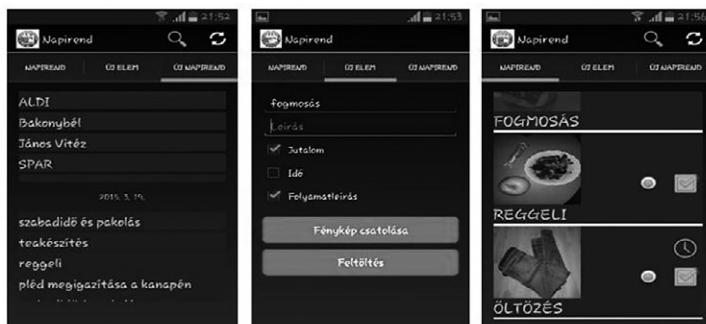 21:52
Napirend
NAPIREND ÚJ ELEM ÚJ NAPIREND
ALDI
Bakonybél
János Vitéz
SPAR
2015. 3. 19.
szabadidő és pakolás
teakészítés
reggeli
pléd megigazítása a kanapén
21:53
Napirend
NAPIREND ÚJ ELEM ÚJ NAPIREND
fogmosás
Leírás
Jutalom
Idő
Folyamatleírás
Fénykép csatolása
Feltöltés
21:56
Napirend
NAPIREND ÚJ ELEM ÚJ NAPIREND
FOGMOSÁS
REGGELI
ÖLTÖZÉS